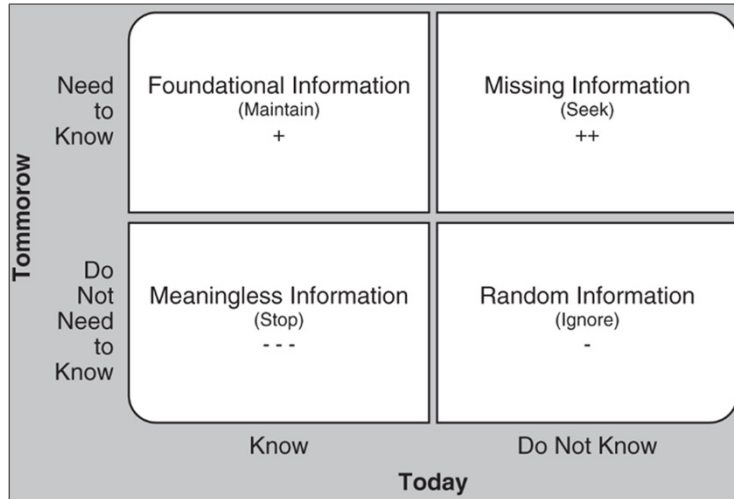 Tommorow
Need
to
Know
Foundational Information
(Maintain)
+
Missing Information
(Seek)
++
Do
Not
Need
to
Know
Meaningless Information
(Stop)
- - -
Random Information
(Ignore)
-
Know
Do Not Know
Today